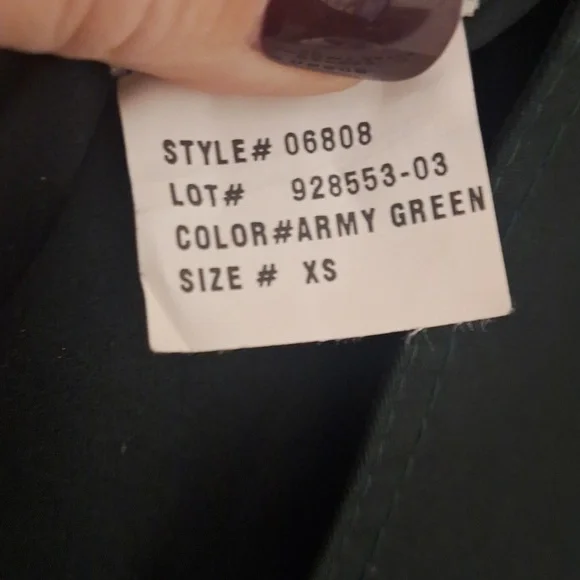 STYLE# 06808
LOT# 928553-03
COLOR#ARMY GREEN
SIZE # XS